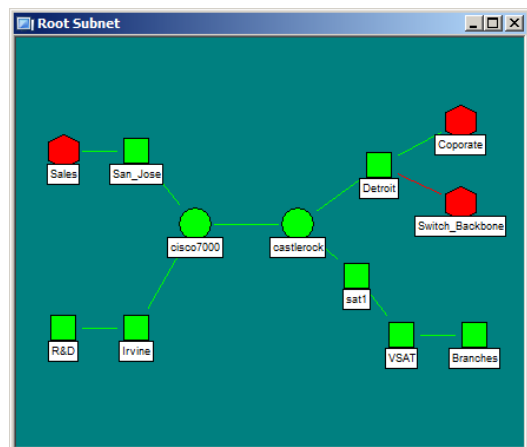 Root Subnet
Coporate
Sales
San_Jose
Detroit
Switch_Backbone
cisco7000
castlerock
sat1
R&D
Irvine
VSAT
Branches